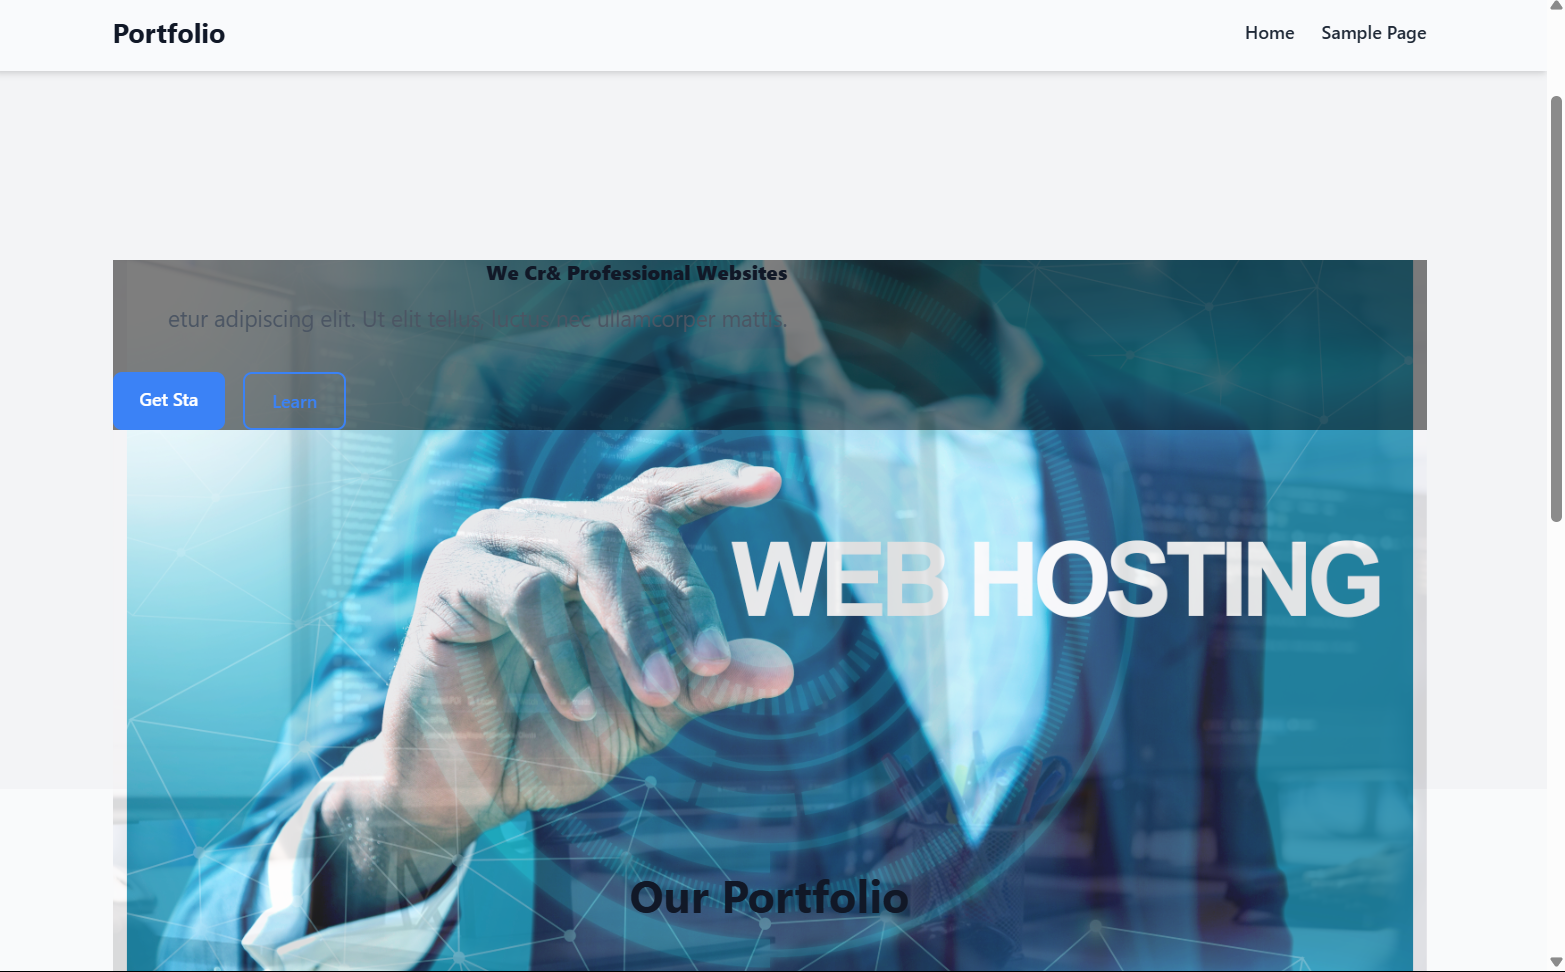 Portfolio
Home Sample Page
We Cr& Professional Websites
etur adipiscing elit. Ut elit tellus, luctus nec ullamcorper mattis.
Get Sta
Learn
WEB HOSTING
Our Portfolio